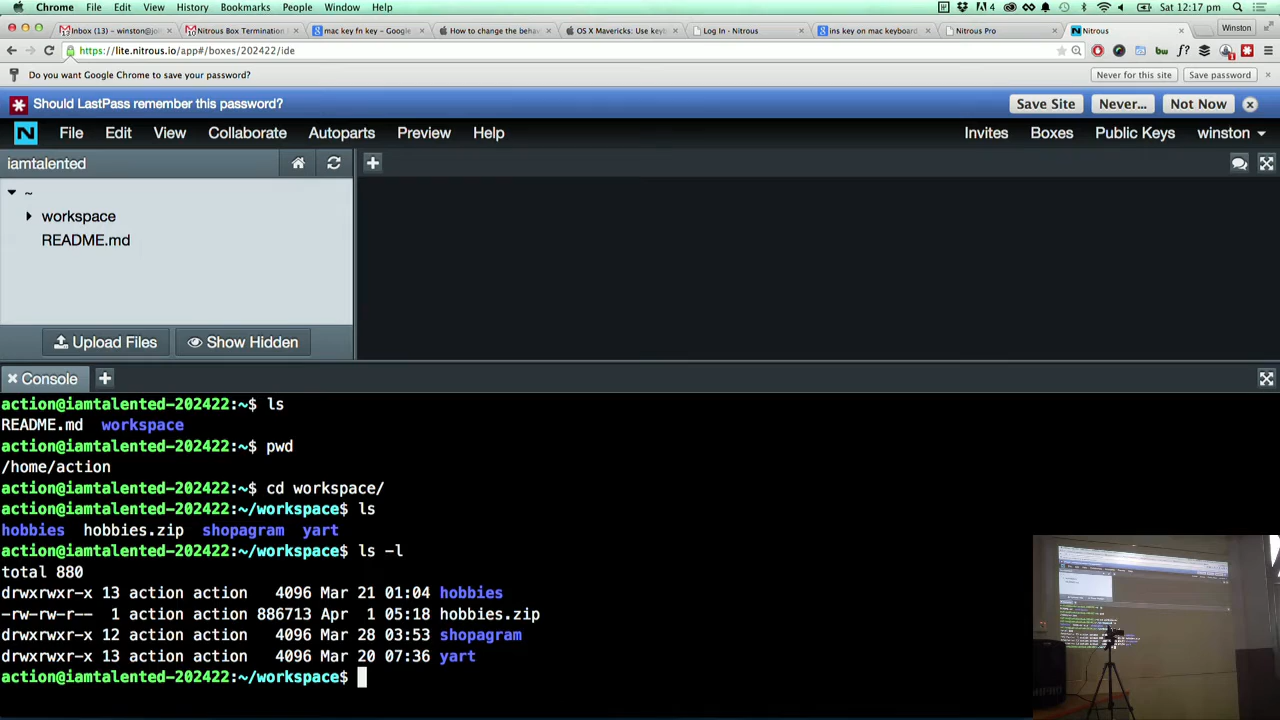 Chrome File Edit View History Bookmarks People Window Help 4 Sat 12:17 pm
Inbox (3) - winston@jol Nitrous Box Termination mac key fn key - Google How to change the behav OS X Mavericks: Use keyb Log In - Nitrous ins key on mac keyboard Nitrous Pro Nitrous Winston
https://lite.nitrous.io/app#/boxes/202422/ide
Do you want Google Chrome to save your password? Never for this site Save password
Should LastPass remember this password? Save Site Never... Not Now
N File Edit View Collaborate Autoparts Preview Help Invites Boxes Public Keys winston
iamtalented
~
workspace
README.md
Upload Files Show Hidden
Console
action@iamtalented-202422:~$ ls
README.md workspace
action@iamtalented-202422:~$ pwd
/home/action
action@iamtalented-202422:~$ cd workspace/
action@iamtalented-202422:~/workspace$ ls
hobbies hobbies.zip shopagram yart
action@iamtalented-202422:~/workspace$ ls -l
total 880
drwxrwxr-x 13 action action 4096 Mar 21 01:04 hobbies
-rw-rw-r-- 1 action action 886713 Apr 1 05:18 hobbies.zip
drwxrwxr-x 12 action action 4096 Mar 28 03:53 shopagram
drwxrwxr-x 13 action action 4096 Mar 20 07:36 yart
action@iamtalented-202422:~/workspace$